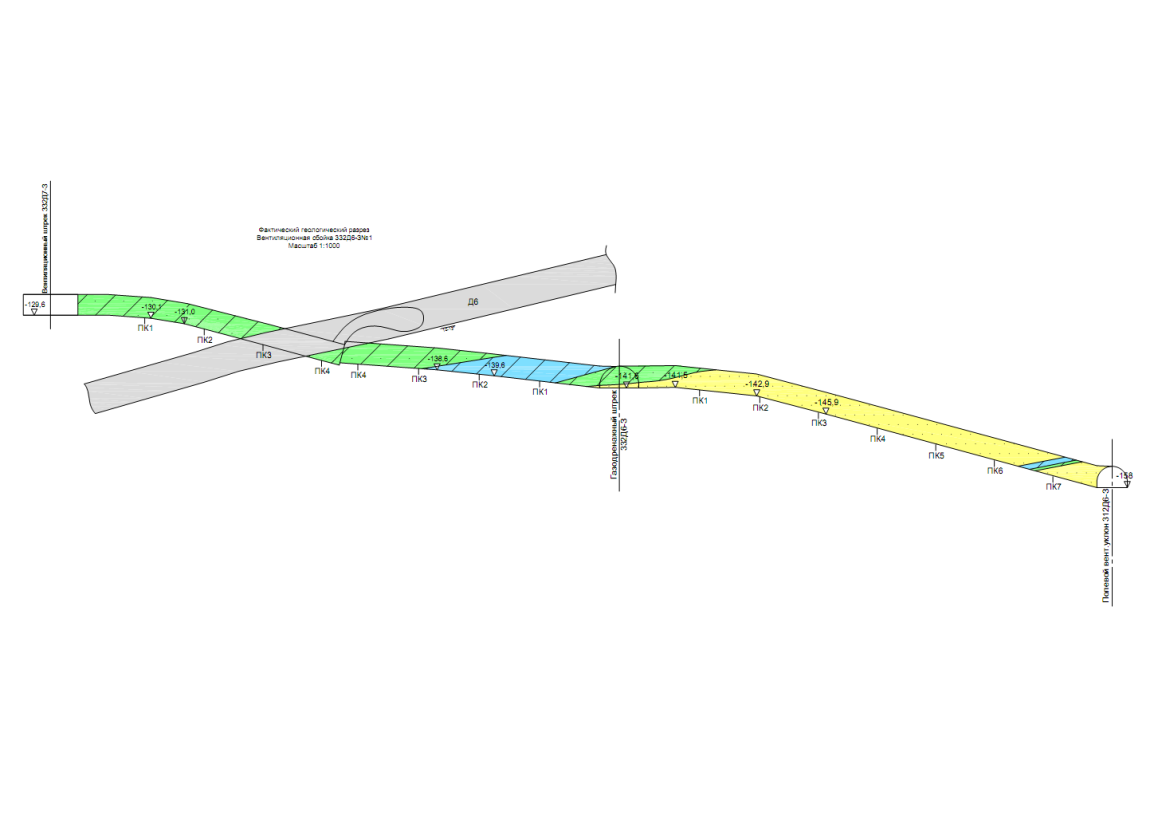 Вентиляционный штрек 332Д7-3
Фактический геологический разрез
Вентиляционная сбойка 332Д6-3№1
Масштаб 1:1000
Д6
-129,6
-130,1
-131,0
ПК1
ПК2
ПК3
ПК4
ПК4
-138,6
ПК3
-139,6
ПК2
ПК1
-141,5
Газодренажный штрек
332Д6-3
ПК1
-142,9
ПК2
-145,9
ПК3
ПК4
ПК5
ПК6
ПК7
-158
Полевой вент.уклон 312Д6-3